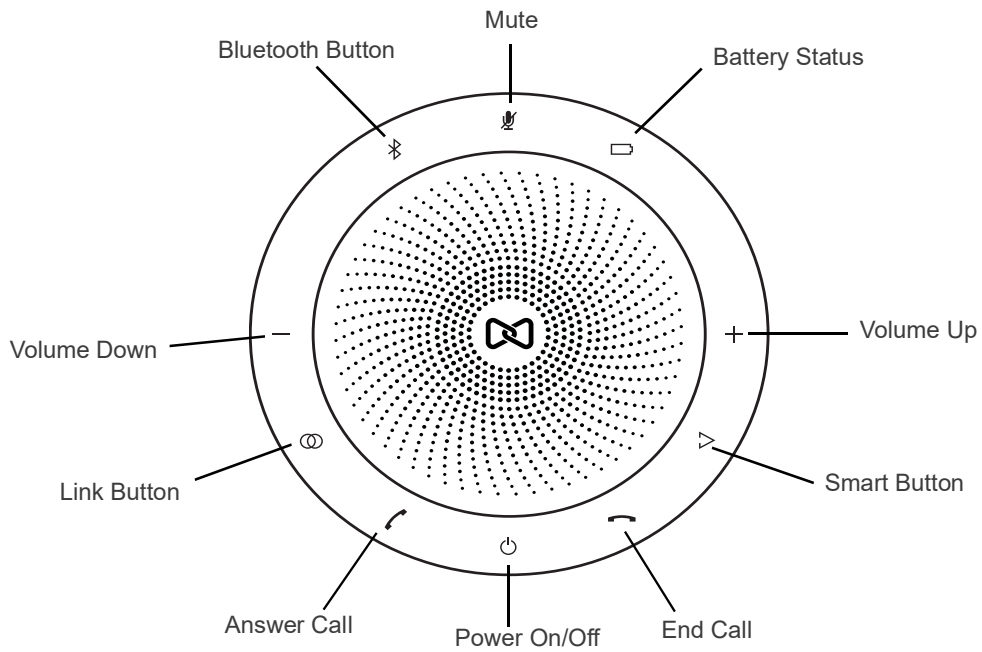 Mute
Bluetooth Button
Battery Status
Volume Down
Volume Up
Link Button
Smart Button
Answer Call
Power On/Off
End Call